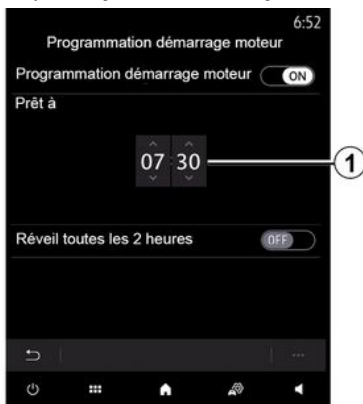 6:52
Programmation démarrage moteur
Programmation démarrage moteur ON
Prêt à
07 30
1
Réveil toutes les 2 heures OFF